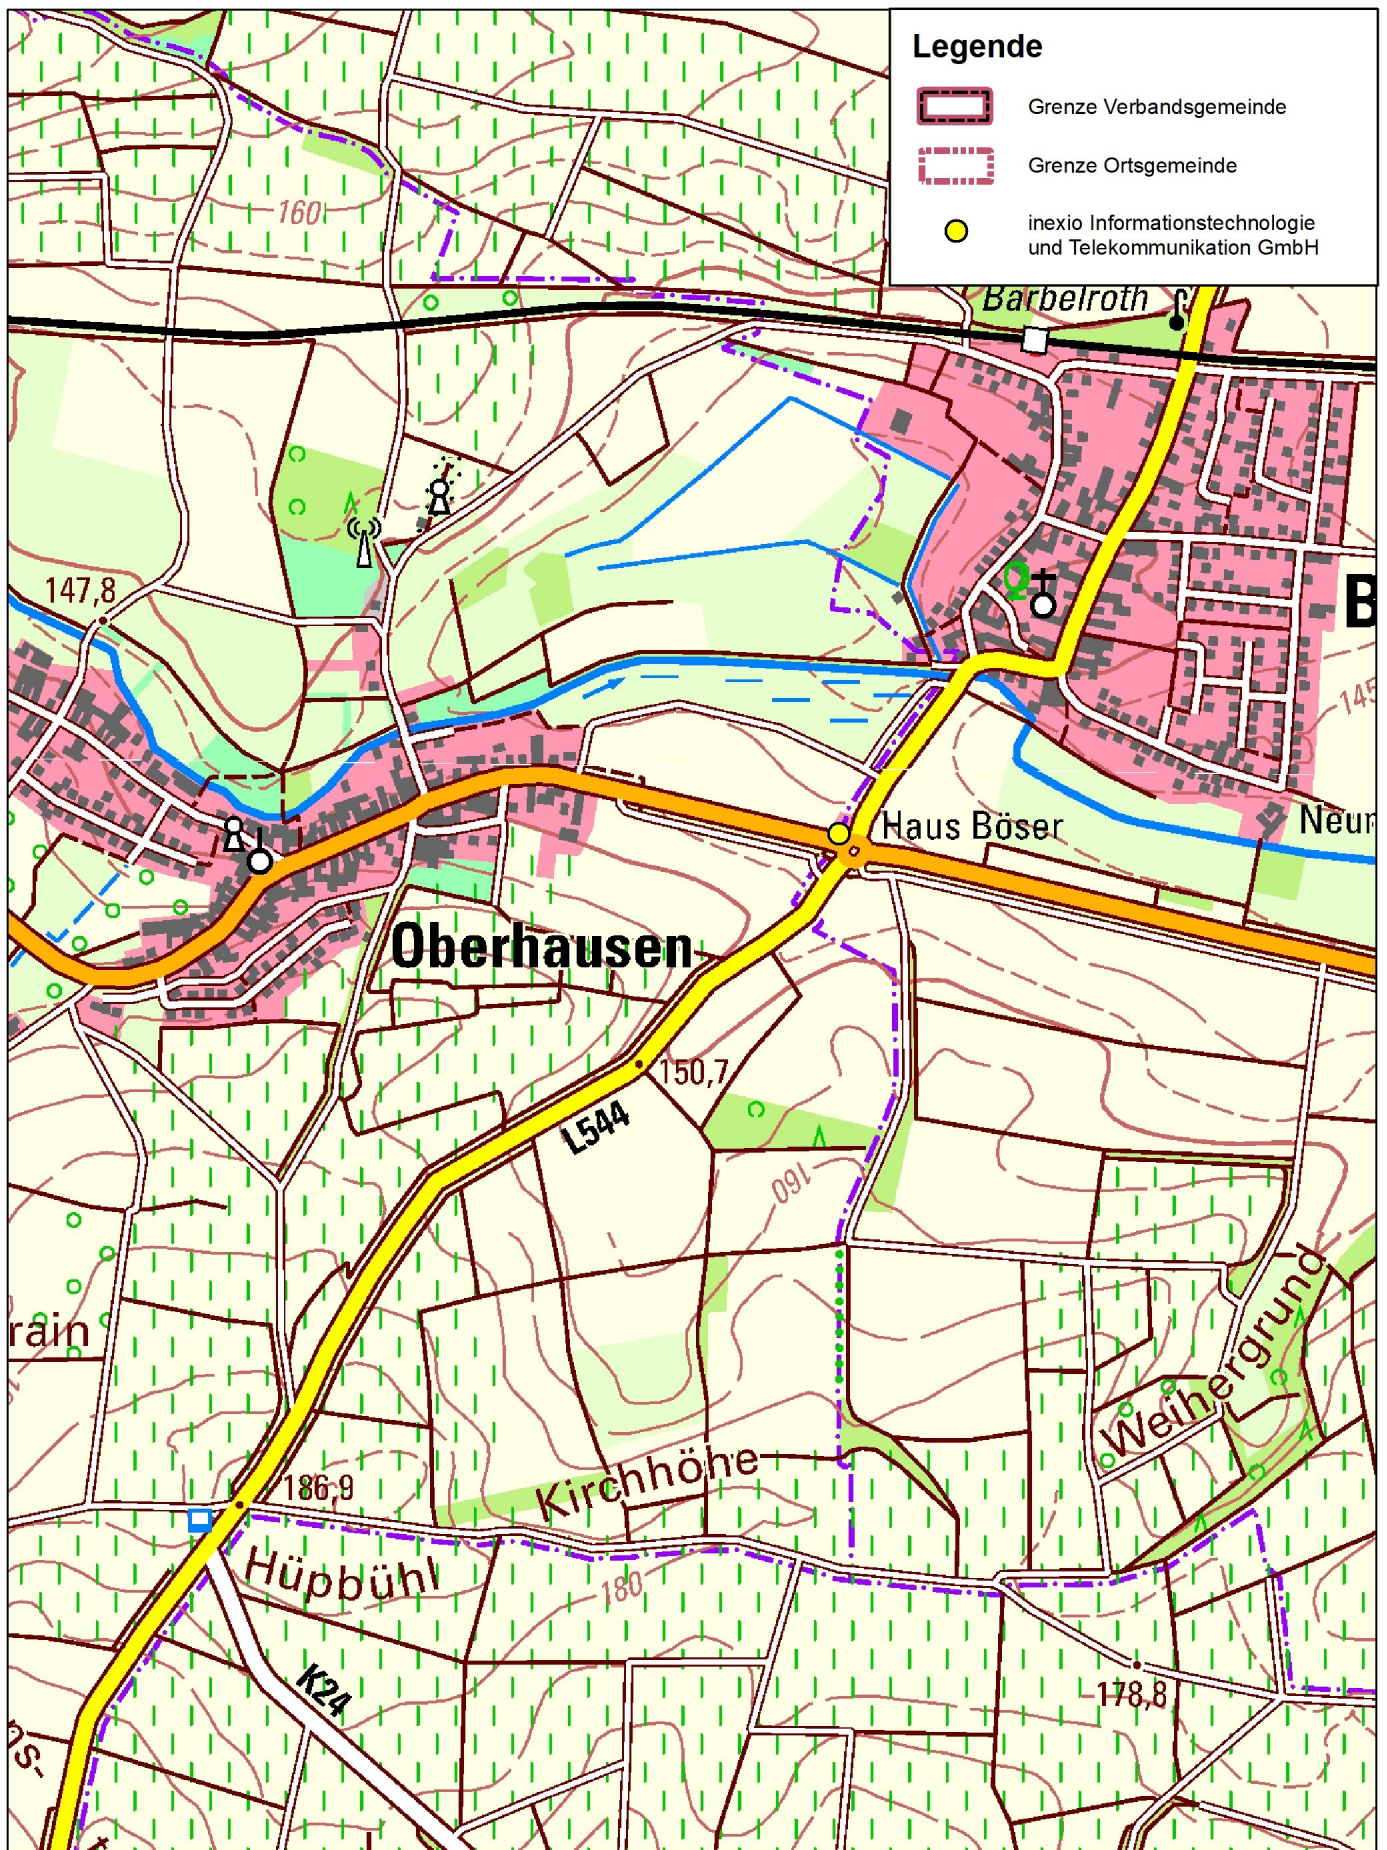 Legende
Grenze Verbandsgemeinde
Grenze Ortsgemeinde
inexio Informationstechnologie
und Telekommunikation GmbH
160
Barbelroth
147,8
B
145
Neur
Haus Böser
Oberhausen
150,7
L544
160
Weihergrund
rain
Kirchhöhe
186,9
Hüpbühl
180
K24
178,8